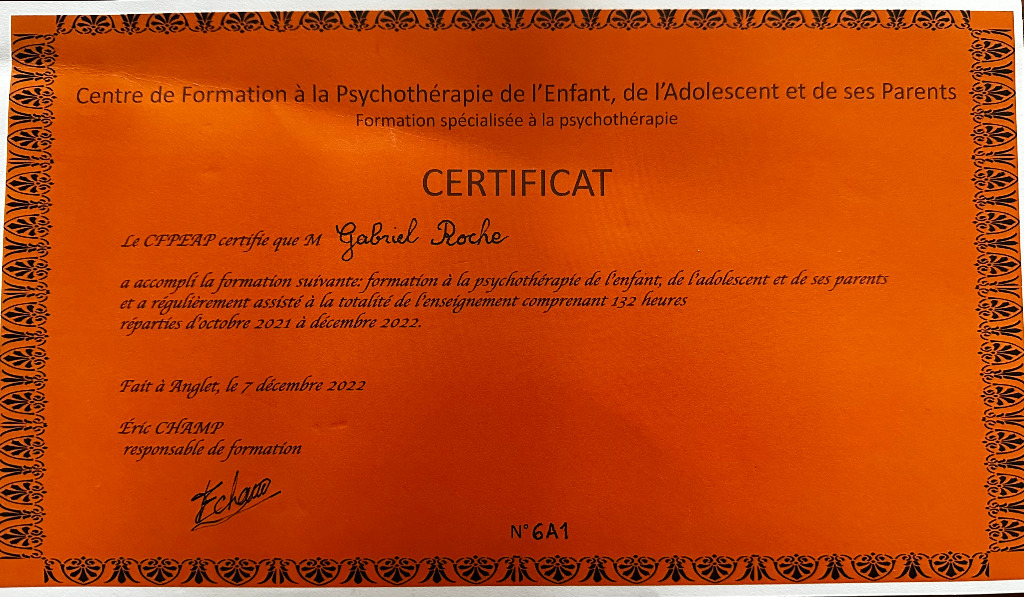 Centre de Formation à la Psychothérapie de l'Enfant, de l'Adolescent et de ses Parents
Formation spécialisée à la psychothérapie
CERTIFICAT
Le CFPEAP certifie que M Gabriel Roche
a accompli la formation suivante: formation à la psychothérapie de l'enfant, de l'adolescent et de ses parents
et a régulièrement assisté à la totalité de l'enseignement comprenant 132 heures
réparties d'octobre 2021 à décembre 2022.
Fait à Anglet, le 7 décembre 2022
Éric CHAMP
responsable de formation
N° 6A1